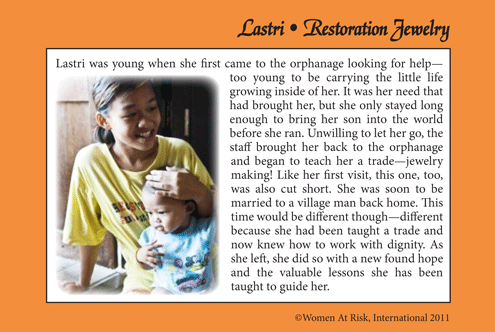 Lastri • Restoration Jewelry
Lastri was young when she first came to the orphanage looking for help—
too young to be carrying the little life
growing inside of her. It was her need that
had brought her, but she only stayed long
enough to bring her son into the world
before she ran. Unwilling to let her go, the
staff brought her back to the orphanage
and began to teach her a trade—jewelry
making! Like her first visit, this one, too,
was also cut short. She was soon to be
married to a village man back home. This
time would be different though—different
because she had been taught a trade and
now knew how to work with dignity. As
she left, she did so with a new found hope
and the valuable lessons she has been
taught to guide her.
©Women At Risk, International 2011